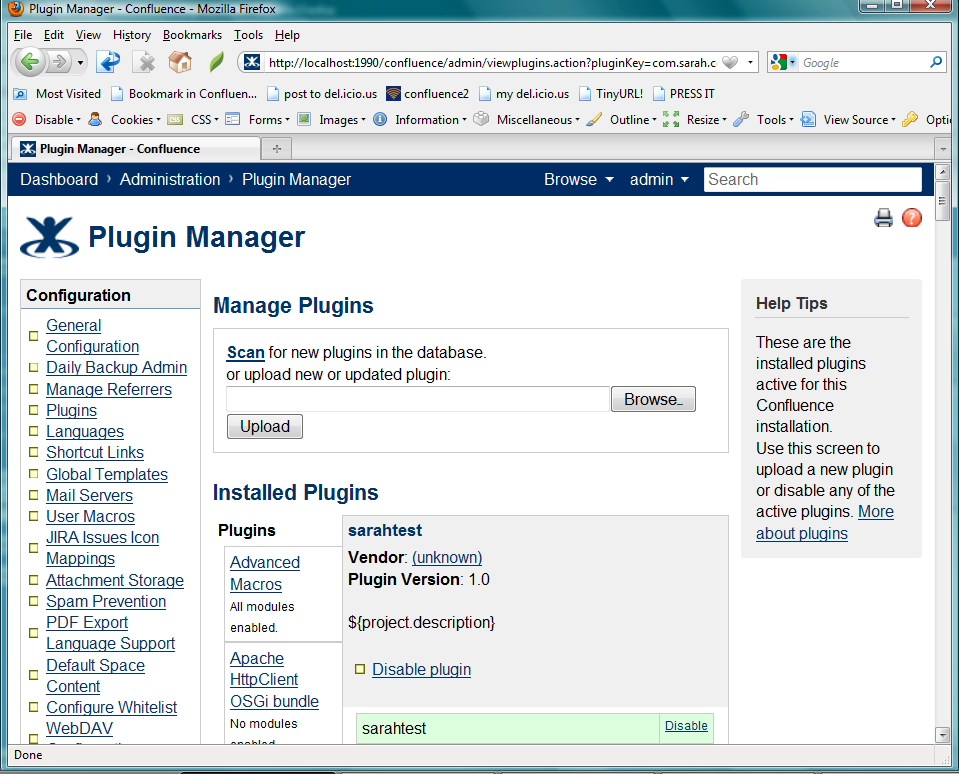 Plugin Manager - Confluence - Mozilla Firefox
File Edit View History Bookmarks Tools Help
http://localhost:1990/confluence/admin/viewplugins.action?pluginKey=com.sarah.c
Google
Most Visited Bookmark in Confluen... post to del.icio.us confluence2 my del.icio.us TinyURL! PRESS IT
Disable Cookies CSS Forms Images Information Miscellaneous Outline Resize Tools View Source Opti
Plugin Manager - Confluence
Dashboard › Administration › Plugin Manager Browse admin Search
Plugin Manager
Configuration
General
Configuration
Daily Backup Admin
Manage Referrers
Plugins
Languages
Shortcut Links
Global Templates
Mail Servers
User Macros
JIRA Issues Icon
Mappings
Attachment Storage
Spam Prevention
PDF Export
Language Support
Default Space
Content
Configure Whitelist
WebDAV
Manage Plugins
Scan for new plugins in the database.
or upload new or updated plugin:
Browse...
Upload
Installed Plugins
Plugins
Advanced
Macros
All modules
enabled.
Apache
HttpClient
OSGi bundle
No modules
enabled.
sarahtest
Vendor: (unknown)
Plugin Version: 1.0
${project.description}
Disable plugin
sarahtest Disable
Help Tips
These are the
installed plugins
active for this
Confluence
installation.
Use this screen to
upload a new plugin
or disable any of the
active plugins. More
about plugins
Done